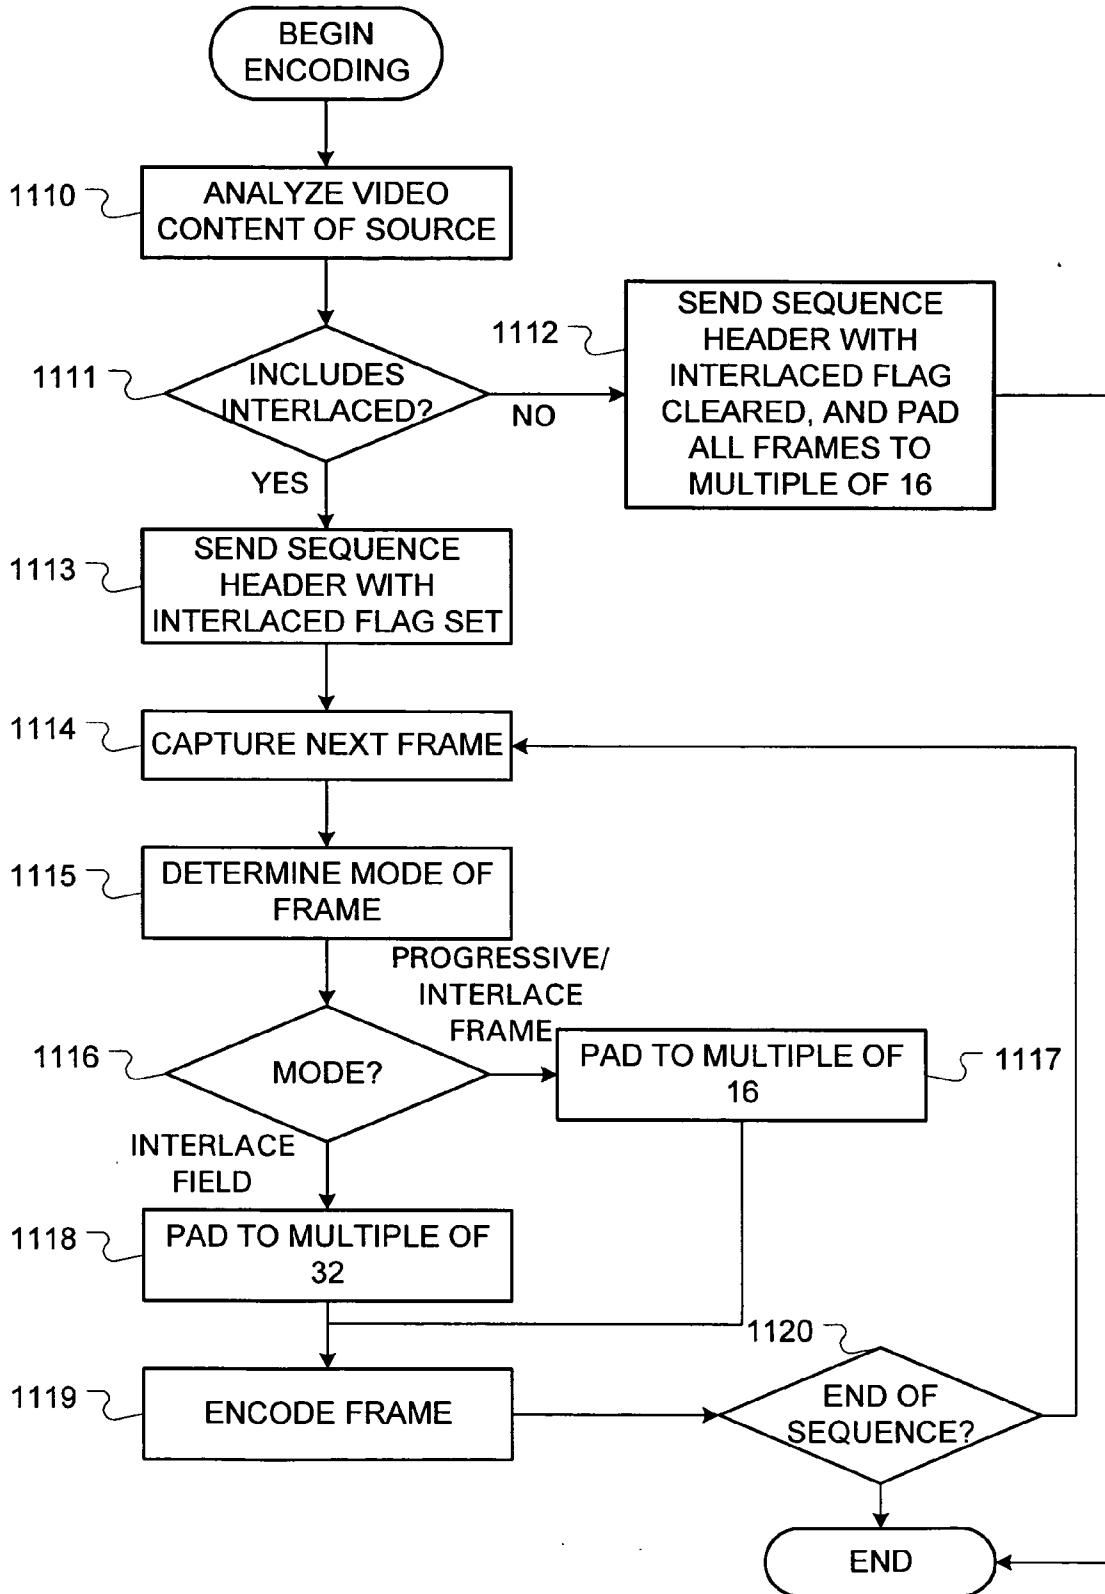 BEGIN
ENCODING
1110
ANALYZE VIDEO
CONTENT OF SOURCE
1111
INCLUDES
INTERLACED?
NO
YES
1112
SEND SEQUENCE
HEADER WITH
INTERLACED FLAG
CLEARED, AND PAD
ALL FRAMES TO
MULTIPLE OF 16
1113
SEND SEQUENCE
HEADER WITH
INTERLACED FLAG SET
1114
CAPTURE NEXT FRAME
1115
DETERMINE MODE OF
FRAME
PROGRESSIVE/
INTERLACE
FRAME
1116
MODE?
PAD TO MULTIPLE OF
16
1117
INTERLACE
FIELD
1118
PAD TO MULTIPLE OF
32
1119
ENCODE FRAME
1120
END OF
SEQUENCE?
END